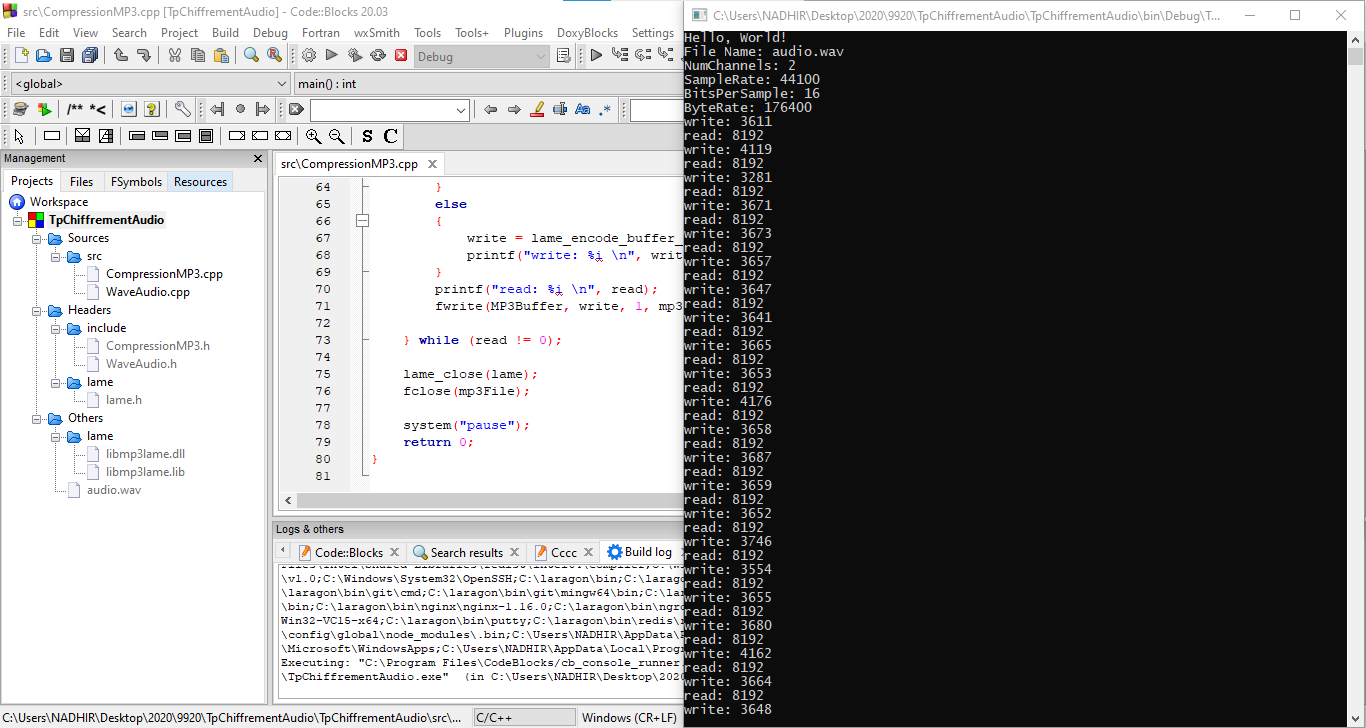 src\CompressionMP3.cpp [TpChiffrementAudio] - Code::Blocks 20.03
File Edit View Search Project Build Debug Fortran wxSmith Tools Tools+ Plugins DoxyBlocks Settings
Debug
<global> main() : int
/** *<
Aa .*
S C
Management
Projects Files FSymbols Resources
Workspace
TpChiffrementAudio
Sources
src
CompressionMP3.cpp
WaveAudio.cpp
Headers
include
CompressionMP3.h
WaveAudio.h
lame
lame.h
Others
lame
libmp3lame.dll
libmp3lame.lib
audio.wav
src\CompressionMP3.cpp
64 }
65 else
66 {
67 write = lame_encode_buffer_
68 printf("write: %i \n", writ
69 }
70 printf("read: %i \n", read);
71 fwrite(MP3Buffer, write, 1, mp3
72
73 } while (read != 0);
74
75 lame_close(lame);
76 fclose(mp3File);
77
78 system("pause");
79 return 0;
80 }
81
Logs & others
Code::Blocks Search results Cccc Build log
\v1.0;C:\Windows\System32\OpenSSH;C:\laragon\bin;C:\larago
\laragon\bin\git\cmd;C:\laragon\bin\git\mingw64\bin;C:\lar
\bin;C:\laragon\bin\nginx\nginx-1.16.0;C:\laragon\bin\ngro
Win32-VC15-x64;C:\laragon\bin\putty;C:\laragon\bin\redis\r
\config\global\node_modules\.bin;C:\Users\NADHIR\AppData\R
\Microsoft\WindowsApps;C:\Users\NADHIR\AppData\Local\Progr
Executing: "C:\Program Files\CodeBlocks/cb_console_runner.
\TpChiffrementAudio.exe" (in C:\Users\NADHIR\Desktop\2020
C:\Users\NADHIR\Desktop\2020\9920\TpChiffrementAudio\TpChiffrementAudio\src\... C/C++ Windows (CR+LF)
C:\Users\NADHIR\Desktop\2020\9920\TpChiffrementAudio\TpChiffrementAudio\bin\Debug\T...
Hello, World!
File Name: audio.wav
NumChannels: 2
SampleRate: 44100
BitsPerSample: 16
ByteRate: 176400
write: 3611
read: 8192
write: 4119
read: 8192
write: 3281
read: 8192
write: 3671
read: 8192
write: 3673
read: 8192
write: 3657
read: 8192
write: 3647
read: 8192
write: 3641
read: 8192
write: 3665
read: 8192
write: 3653
read: 8192
write: 4176
read: 8192
write: 3658
read: 8192
write: 3687
read: 8192
write: 3659
read: 8192
write: 3652
read: 8192
write: 3746
read: 8192
write: 3554
read: 8192
write: 3655
read: 8192
write: 3680
read: 8192
write: 4162
read: 8192
write: 3664
read: 8192
write: 3648